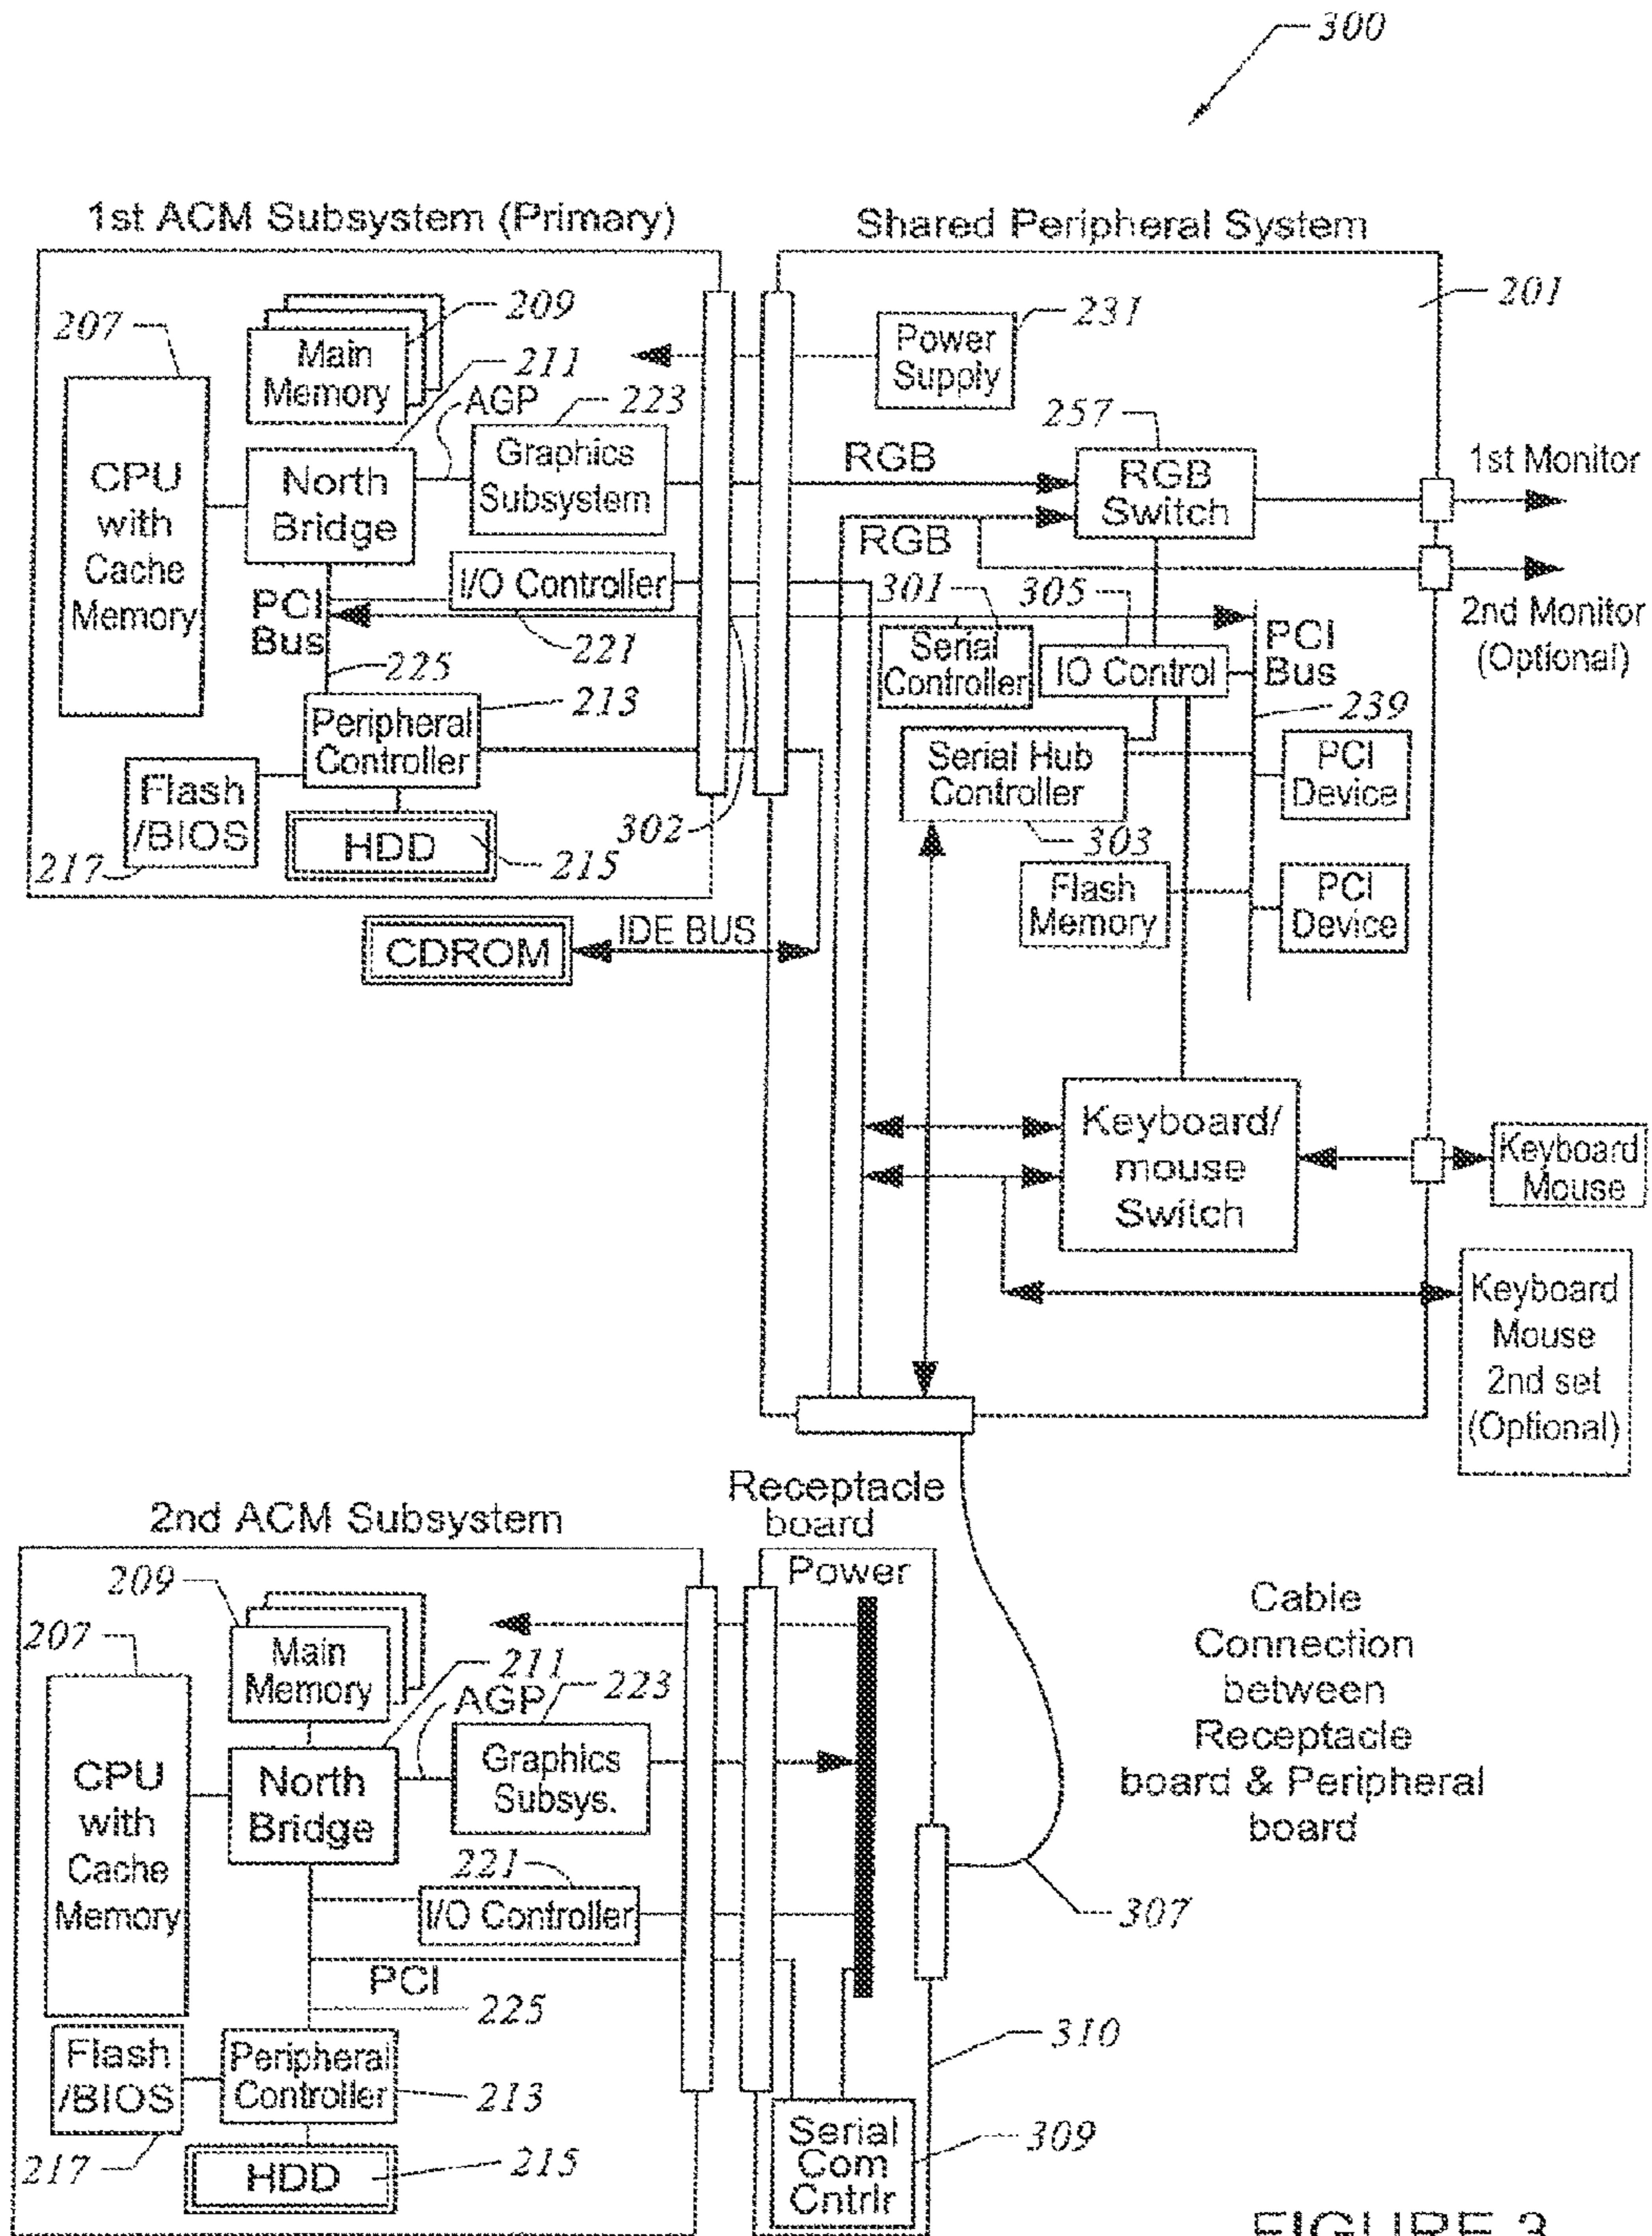 300
1st ACM Subsystem (Primary)
Shared Peripheral System
201
207
209
Main
Memory
211
AGP
223
CPU
with
Cache
Memory
North
Bridge
Graphics
Subsystem
I/O Controller
PCI
Bus
221
225
213
Peripheral
Controller
Flash
/BIOS
217
HDD
215
302
CDROM
IDE BUS
Power
Supply
231
257
RGB
RGB
Switch
RGB
1st Monitor
2nd Monitor
(Optional)
301
305
Serial
Controller
IO Control
PCI
Bus
239
Serial Hub
Controller
303
PCI
Device
Flash
Memory
PCI
Device
Keyboard/
mouse
Switch
Keyboard
Mouse
Keyboard
Mouse
2nd set
(Optional)
2nd ACM Subsystem
Receptacle
board
Power
209
207
Main
Memory
211
AGP
223
CPU
with
Cache
Memory
North
Bridge
Graphics
Subsys.
221
I/O Controller
PCI
225
Flash
/BIOS
217
Peripheral
Controller
213
HDD
215
Serial
Com
Cntrlr
309
310
307
Cable
Connection
between
Receptacle
board & Peripheral
board
FIGURE 3